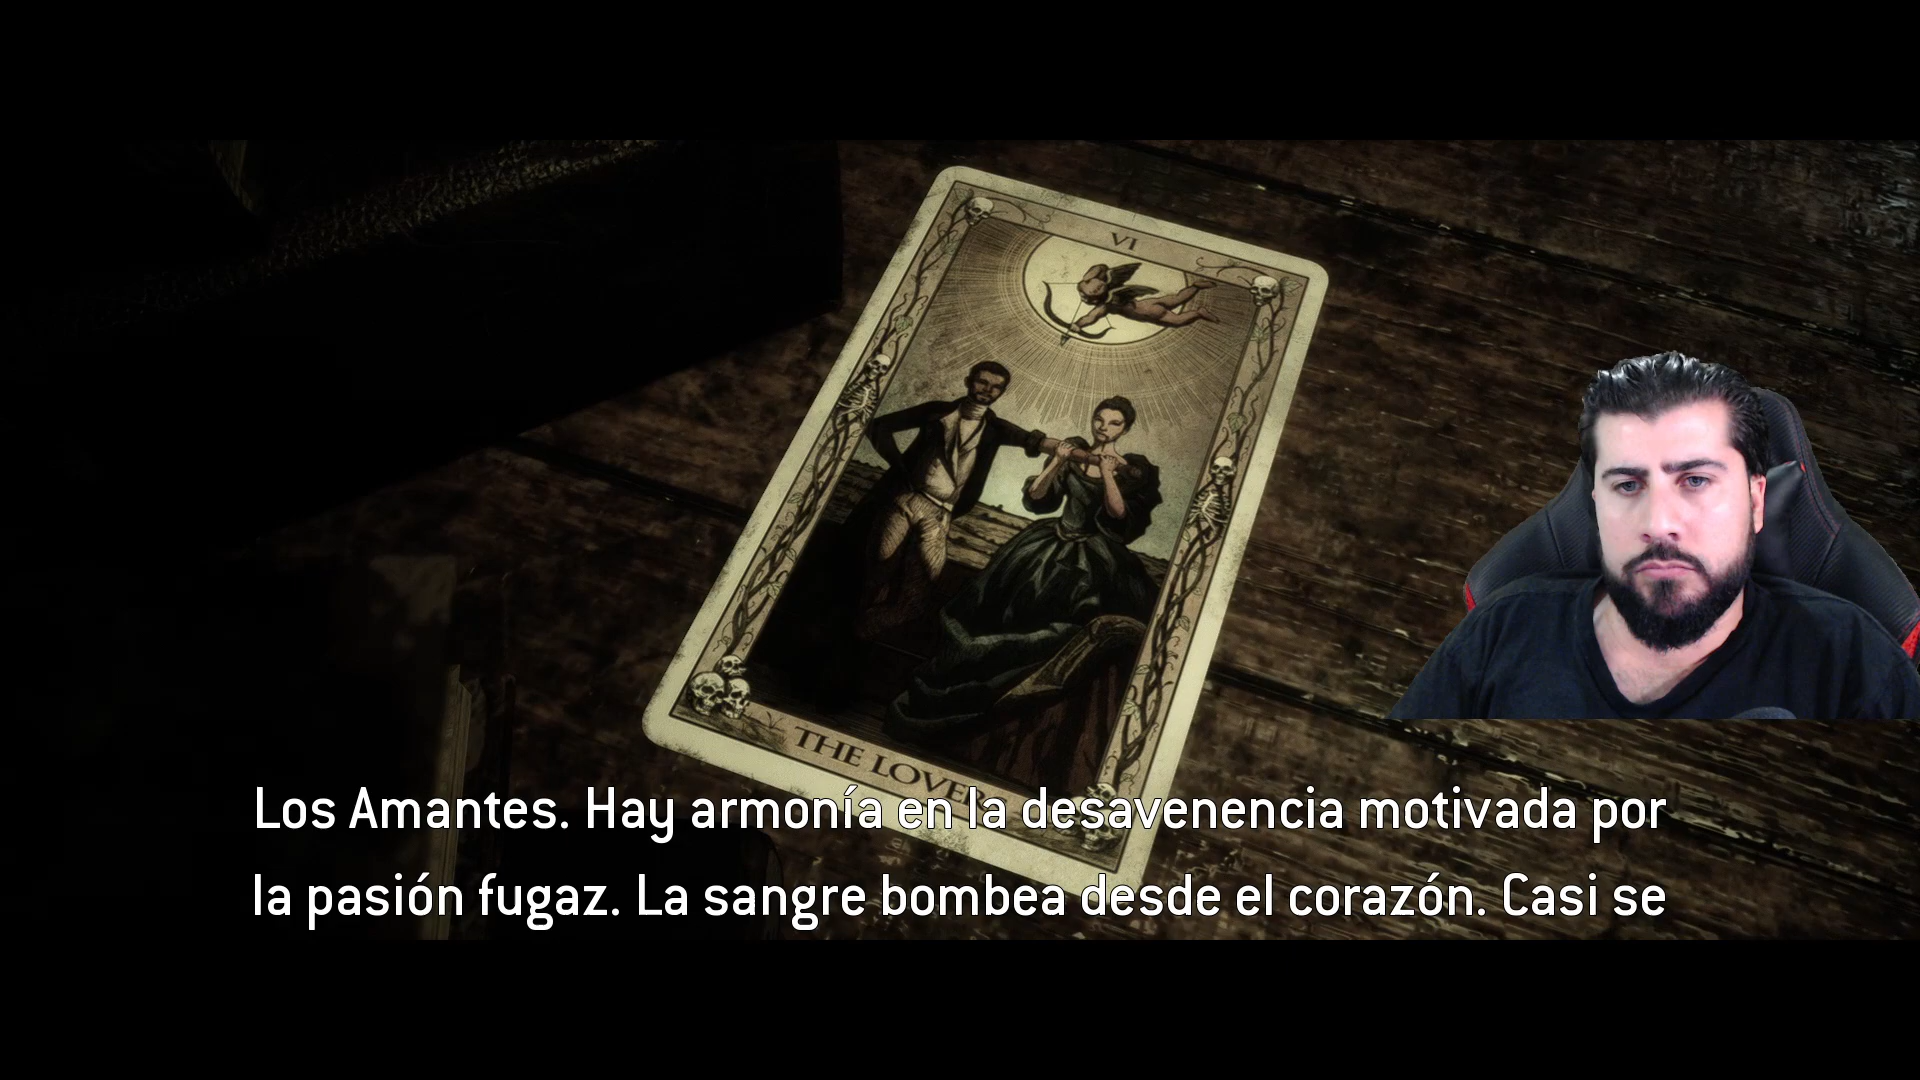 VI
THE LOVERS
Los Amantes. Hay armonía en la desavenencia motivada por
la pasión fugaz. La sangre bombea desde el corazón. Casi se